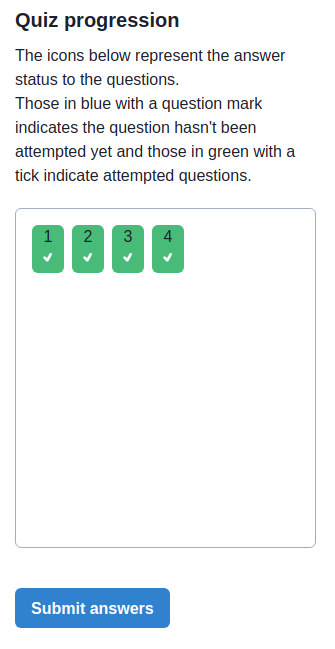 Quiz progression
The icons below represent the answer
status to the questions.
Those in blue with a question mark
indicates the question hasn't been
attempted yet and those in green with a
tick indicate attempted questions.
1 2 3 4
Submit answers